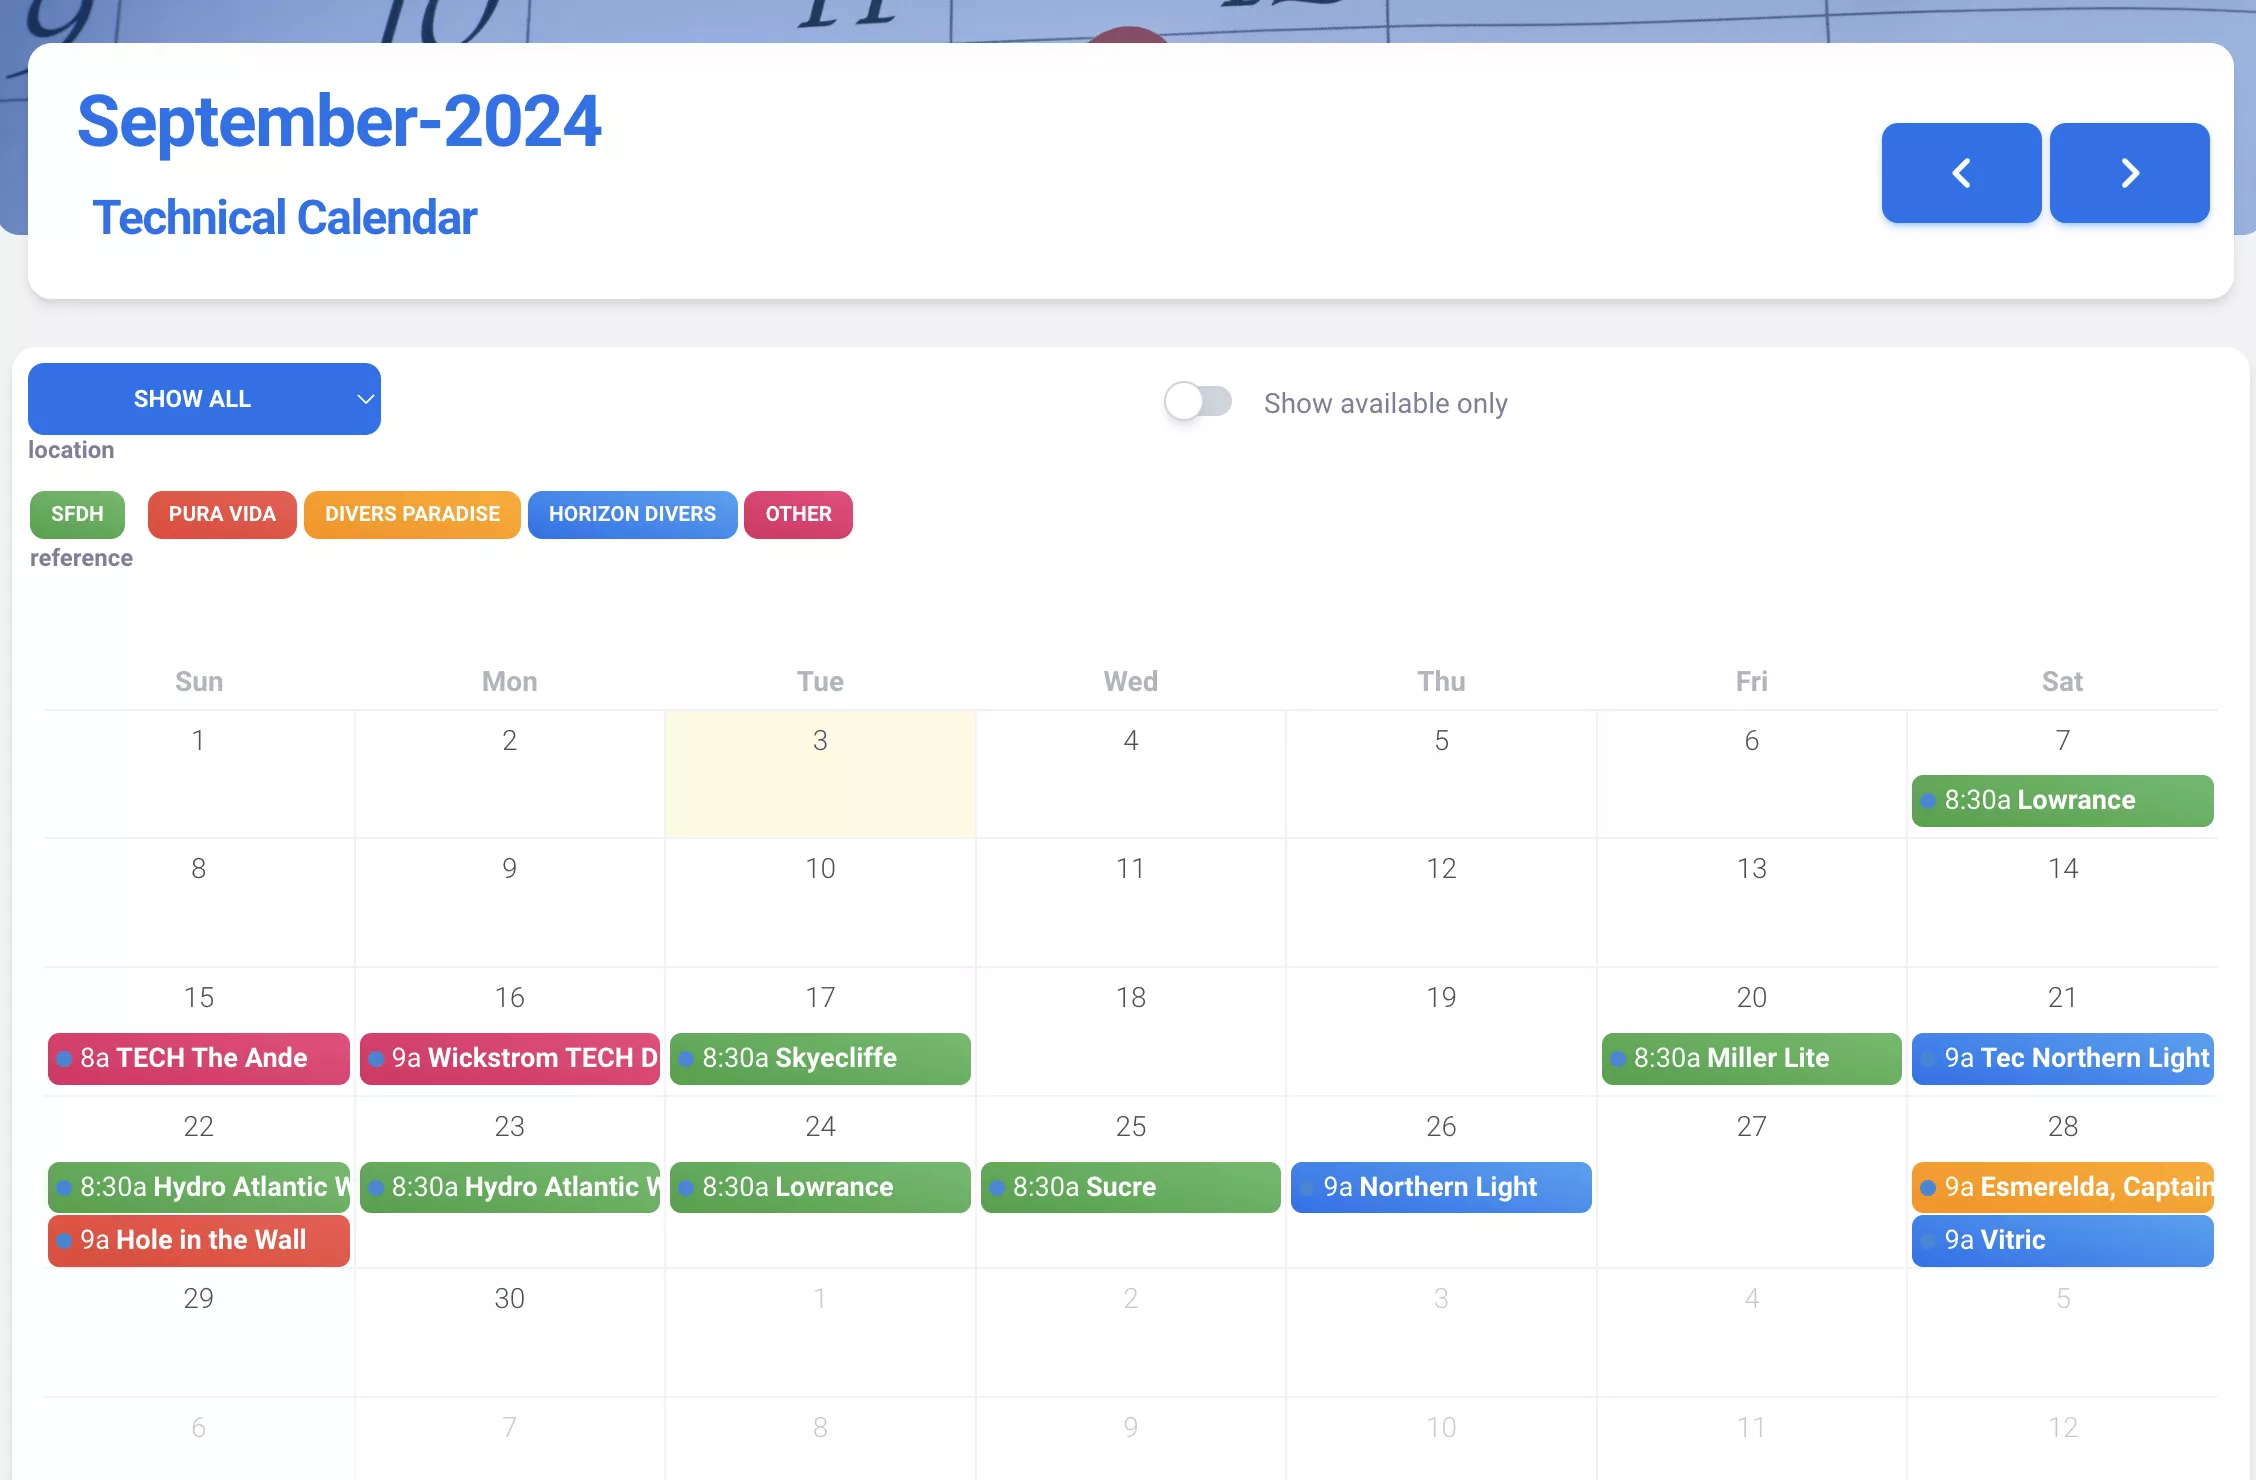 9 10 11 12
September-2024
Technical Calendar
SHOW ALL
Show available only
location
SFDH PURA VIDA DIVERS PARADISE HORIZON DIVERS OTHER
reference
Sun Mon Tue Wed Thu Fri Sat
1 2 3 4 5 6 7
8:30a Lowrance
8 9 10 11 12 13 14
15 16 17 18 19 20 21
8a TECH The Ande 9a Wickstrom TECH D 8:30a Skyecliffe 8:30a Miller Lite 9a Tec Northern Light
22 23 24 25 26 27 28
8:30a Hydro Atlantic W 8:30a Hydro Atlantic W 8:30a Lowrance 8:30a Sucre 9a Northern Light 9a Esmerelda, Captain
9a Hole in the Wall 9a Vitric
29 30 1 2 3 4 5
6 7 8 9 10 11 12